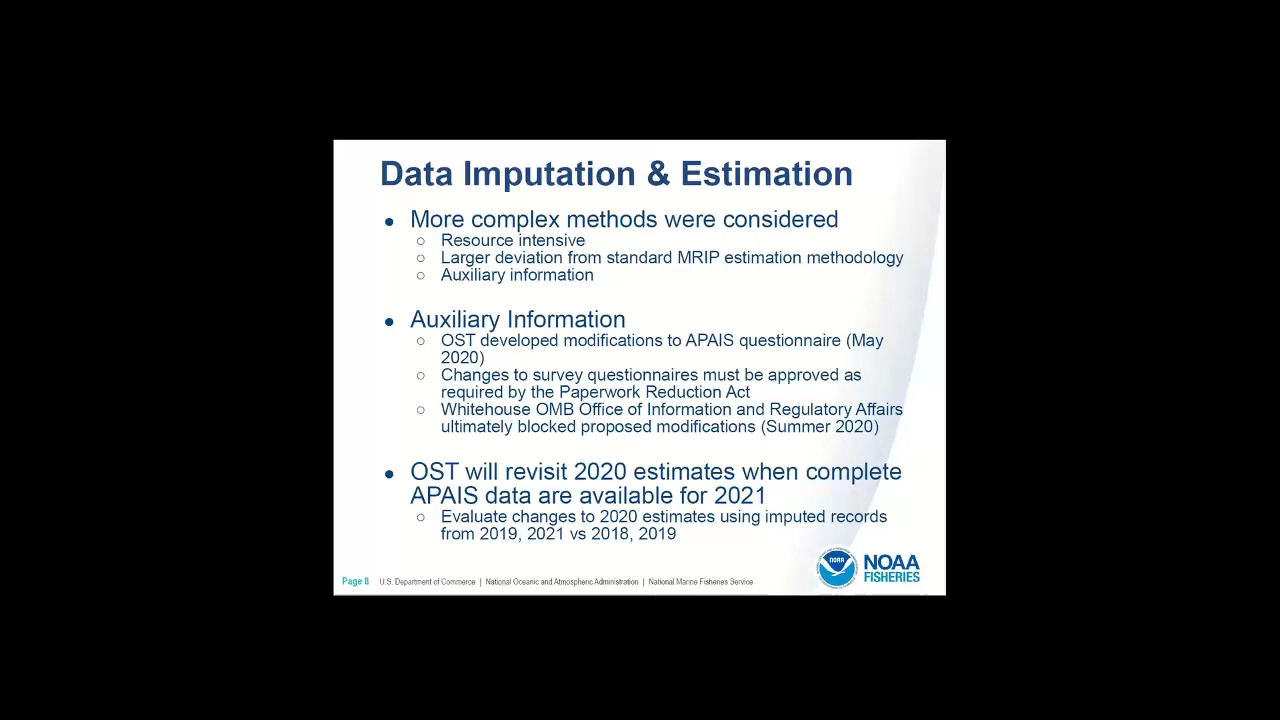 Data Imputation & Estimation
● More complex methods were considered
○ Resource intensive
○ Larger deviation from standard MRIP estimation methodology
○ Auxiliary information
● Auxiliary Information
○ OST developed modifications to APAIS questionnaire (May
2020)
○ Changes to survey questionnaires must be approved as
required by the Paperwork Reduction Act
○ Whitehouse OMB Office of Information and Regulatory Affairs
ultimately blocked proposed modifications (Summer 2020)
● OST will revisit 2020 estimates when complete
APAIS data are available for 2021
○ Evaluate changes to 2020 estimates using imputed records
from 2019, 2021 vs 2018, 2019
NOAA
NOAA
FISHERIES
Page 8 U.S. Department of Commerce | National Oceanic and Atmospheric Administration | National Marine Fisheries Service